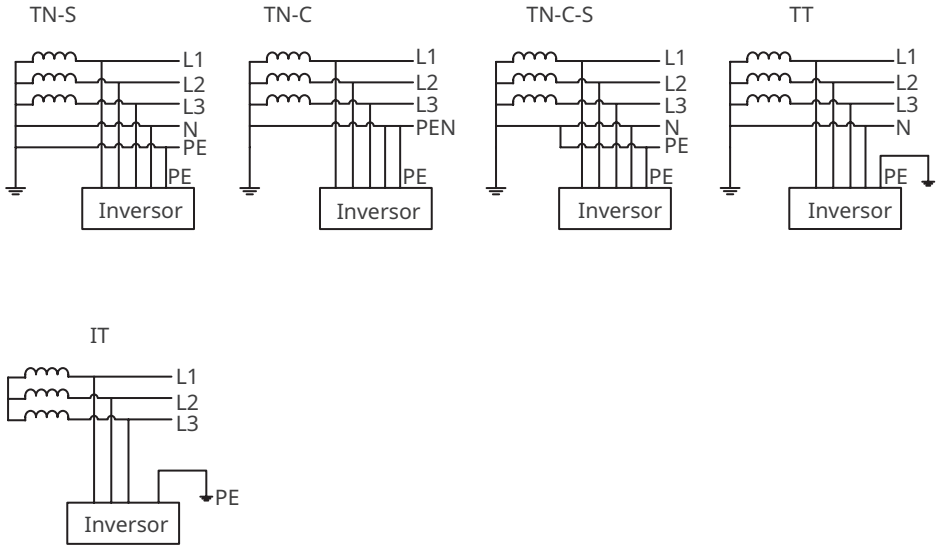 TN-S
L1
L2
L3
N
PE
PE
Inversor
TN-C
L1
L2
L3
PEN
PE
Inversor
TN-C-S
L1
L2
L3
N
PE
PE
Inversor
TT
L1
L2
L3
N
PE
Inversor
IT
L1
L2
L3
PE
Inversor